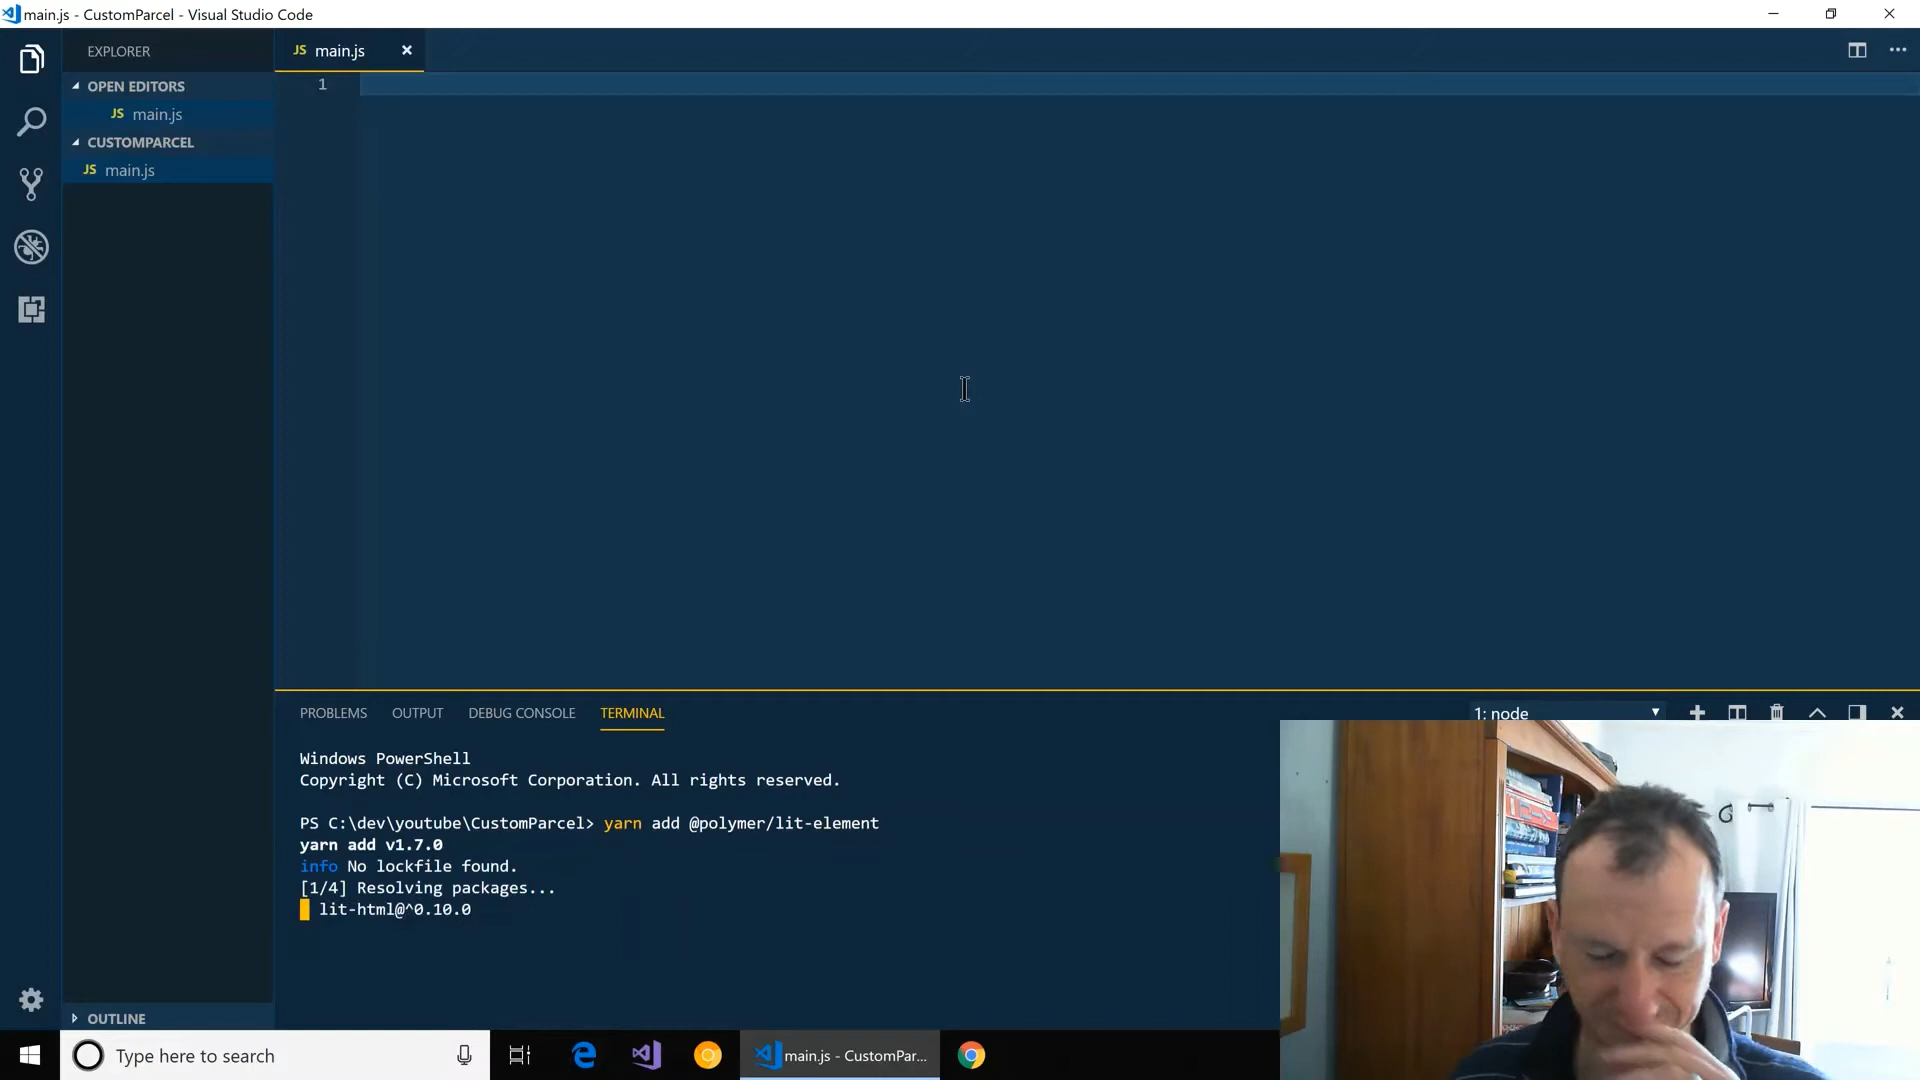 main.js - CustomParcel - Visual Studio Code
EXPLORER
OPEN EDITORS
JS main.js
CUSTOMPARCEL
JS main.js
OUTLINE
JS main.js
1
PROBLEMS OUTPUT DEBUG CONSOLE TERMINAL
1: node
Windows PowerShell
Copyright (C) Microsoft Corporation. All rights reserved.
PS C:\dev\youtube\CustomParcel> yarn add @polymer/lit-element
yarn add v1.7.0
info No lockfile found.
[1/4] Resolving packages...
lit-html@^0.10.0
Type here to search
main.js - CustomPar...